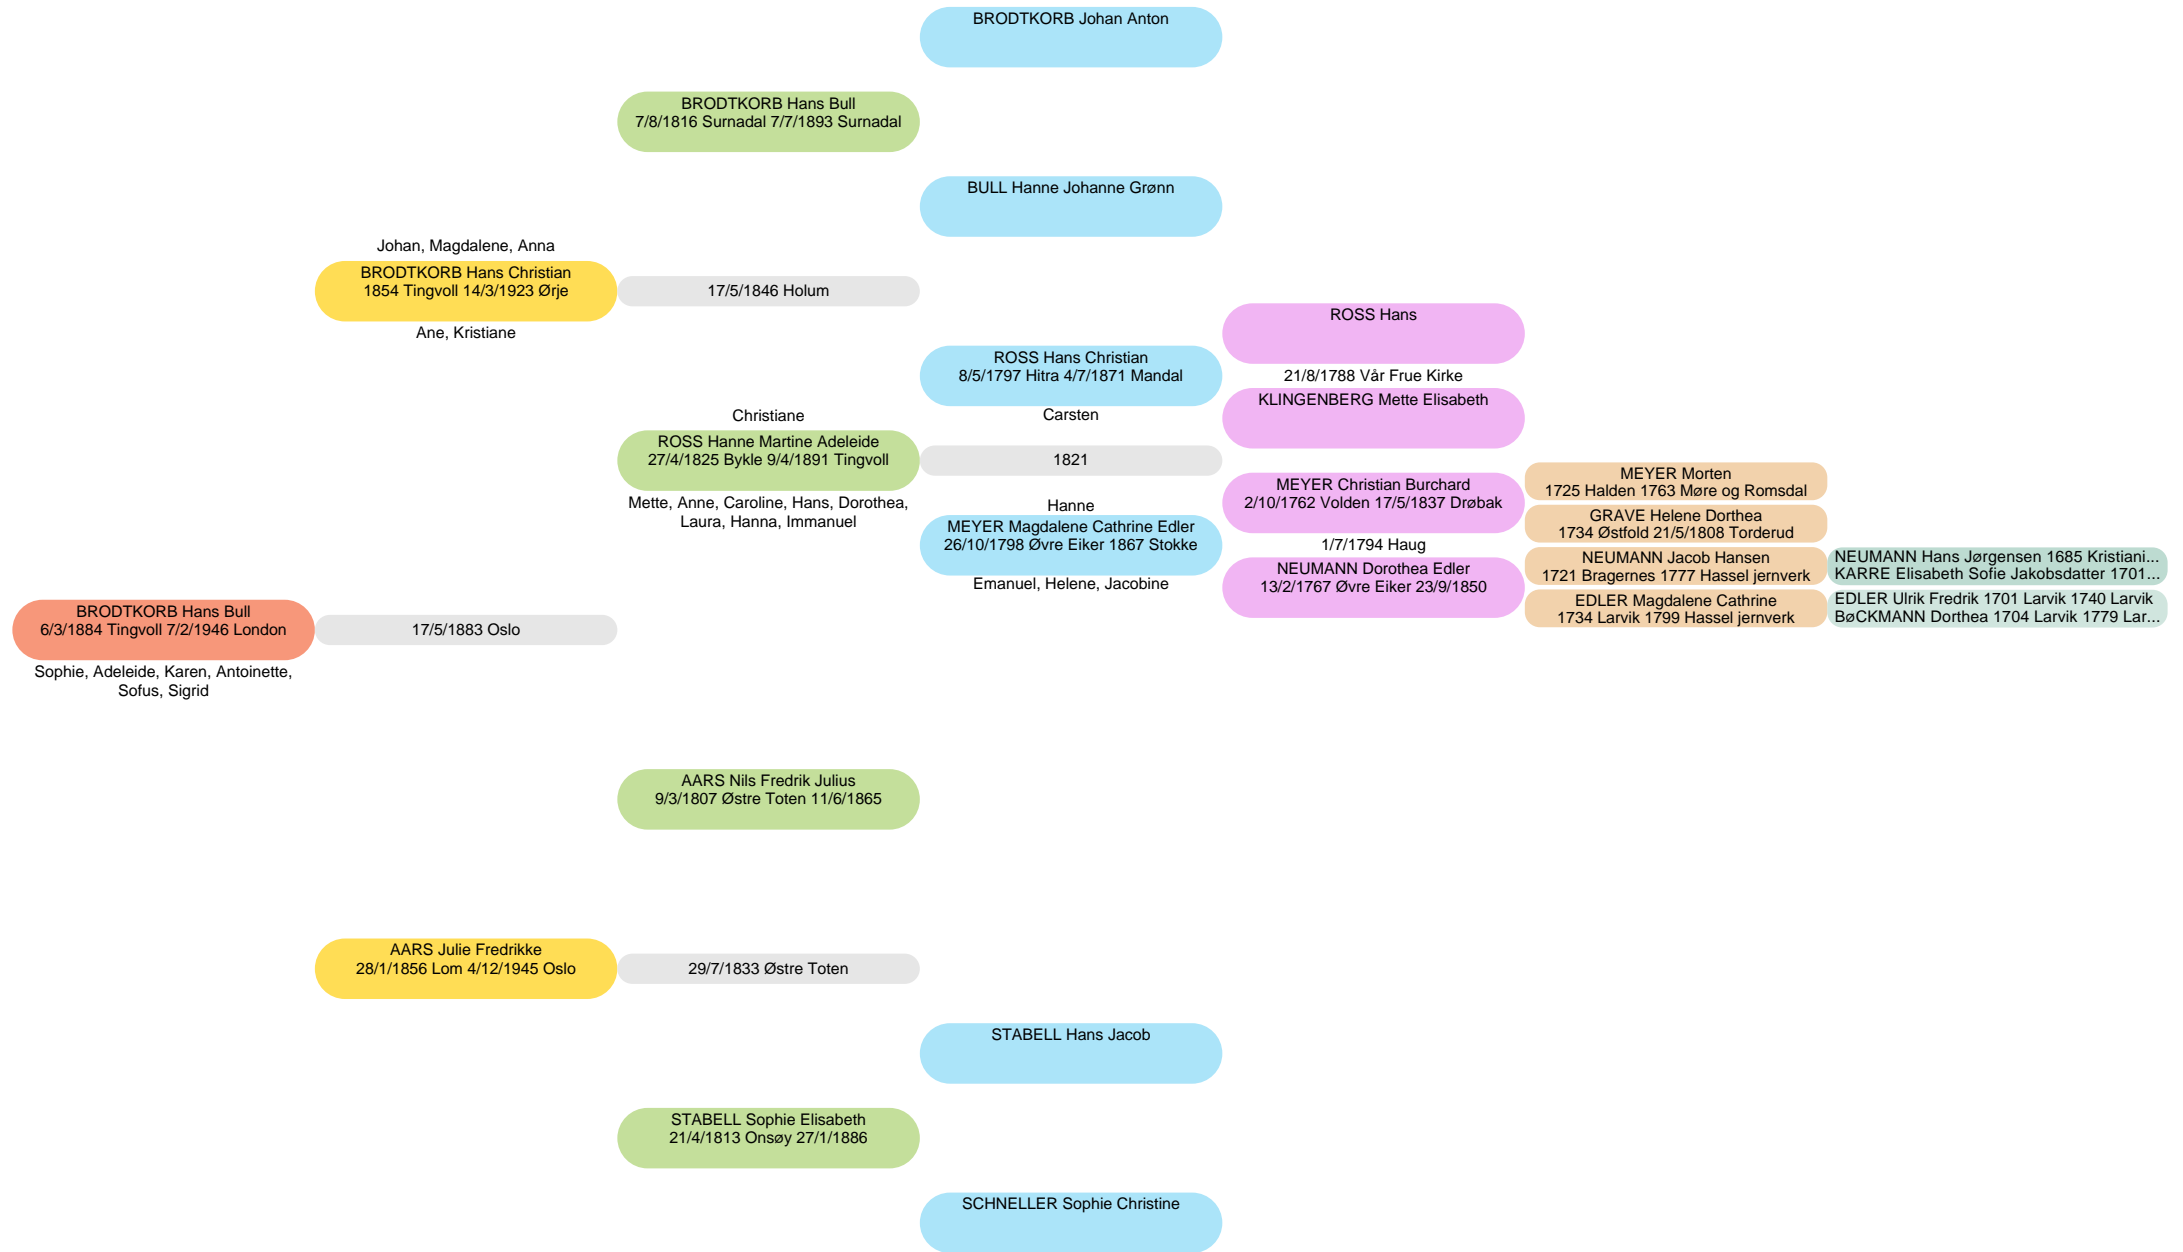 BRODTKORB Johan Anton
BRODTKORB Hans Bull
7/8/1816 Surnadal 7/7/1893 Surnadal
BULL Hanne Johanne Grønn
Johan, Magdalene, Anna
BRODTKORB Hans Christian
1854 Tingvoll 14/3/1923 Ørje
Ane, Kristiane
17/5/1846 Holum
ROSS Hans
ROSS Hans Christian
8/5/1797 Hitra 4/7/1871 Mandal
Carsten
21/8/1788 Vår Frue Kirke
KLINGENBERG Mette Elisabeth
Christiane
ROSS Hanne Martine Adeleide
27/4/1825 Bykle 9/4/1891 Tingvoll
Mette, Anne, Caroline, Hans, Dorothea,
Laura, Hanna, Immanuel
1821
MEYER Christian Burchard
2/10/1762 Volden 17/5/1837 Drøbak
MEYER Morten
1725 Halden 1763 Møre og Romsdal
GRAVE Helene Dorthea
1734 Østfold 21/5/1808 Torderud
Hanne
MEYER Magdalene Cathrine Edler
26/10/1798 Øvre Eiker 1867 Stokke
Emanuel, Helene, Jacobine
1/7/1794 Haug
NEUMANN Dorothea Edler
13/2/1767 Øvre Eiker 23/9/1850
NEUMANN Jacob Hansen
1721 Bragernes 1777 Hassel jernverk
NEUMANN Hans Jørgensen 1685 Kristiani...
KARRE Elisabeth Sofie Jakobsdatter 1701...
EDLER Magdalene Cathrine
1734 Larvik 1799 Hassel jernverk
EDLER Ulrik Fredrik 1701 Larvik 1740 Larvik
BøCKMANN Dorthea 1704 Larvik 1779 Lar...
BRODTKORB Hans Bull
6/3/1884 Tingvoll 7/2/1946 London
Sophie, Adeleide, Karen, Antoinette,
Sofus, Sigrid
17/5/1883 Oslo
AARS Nils Fredrik Julius
9/3/1807 Østre Toten 11/6/1865
AARS Julie Fredrikke
28/1/1856 Lom 4/12/1945 Oslo
29/7/1833 Østre Toten
STABELL Hans Jacob
STABELL Sophie Elisabeth
21/4/1813 Onsøy 27/1/1886
SCHNELLER Sophie Christine